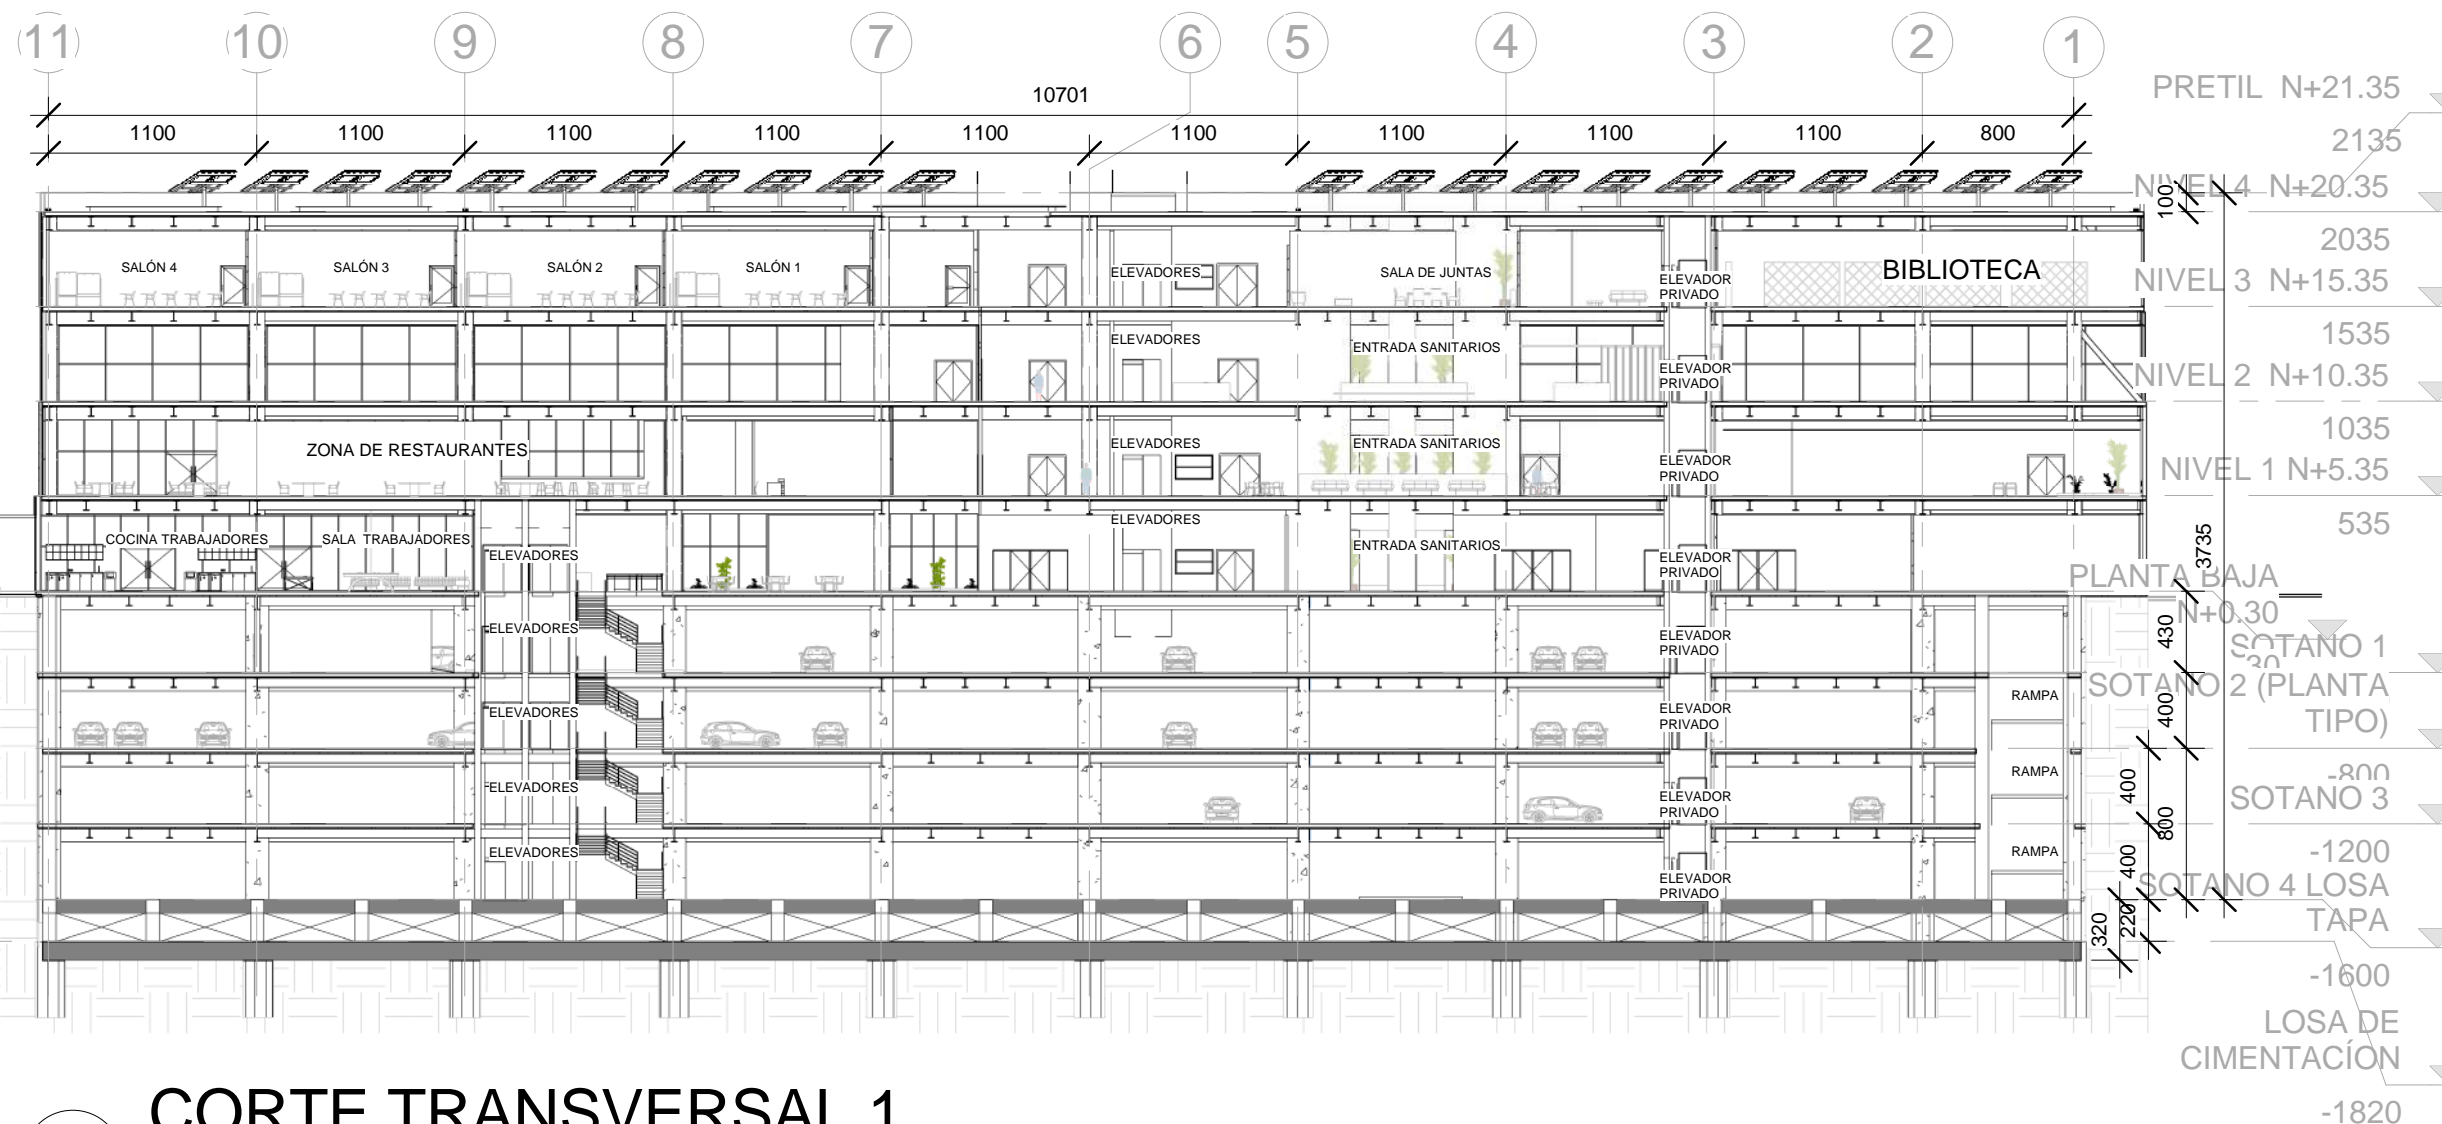 11 10 9 8 7 6 5 4 3 2 1
10701
1100 1100 1100 1100 1100 1100 1100 1100 1100 800
PRETIL N+21.35
2135
NIVEL 4 N+20.35
100
2035
NIVEL 3 N+15.35
1535
NIVEL 2 N+10.35
1035
NIVEL 1 N+5.35
535
3735
PLANTA BAJA
N+0.30
30
430
SOTANO 1
SOTANO 2 (PLANTA
TIPO)
400
-800
SOTANO 3
400
800
-1200
400
SOTANO 4 LOSA
TAPA
220
320
-1600
LOSA DE
CIMENTACÍON
-1820
SALÓN 4
SALÓN 3
SALÓN 2
SALÓN 1
ELEVADORES
SALA DE JUNTAS
ELEVADOR
PRIVADO
BIBLIOTECA
ELEVADORES
ENTRADA SANITARIOS
ELEVADOR
PRIVADO
ZONA DE RESTAURANTES
ELEVADORES
ENTRADA SANITARIOS
ELEVADOR
PRIVADO
COCINA TRABAJADORES
SALA TRABAJADORES
ELEVADORES
ELEVADORES
ENTRADA SANITARIOS
ELEVADOR
PRIVADO
ELEVADORES
ELEVADOR
PRIVADO
ELEVADORES
ELEVADOR
PRIVADO
RAMPA
ELEVADORES
ELEVADOR
PRIVADO
RAMPA
ELEVADORES
ELEVADOR
PRIVADO
RAMPA
CORTE TRANSVERSAL 1